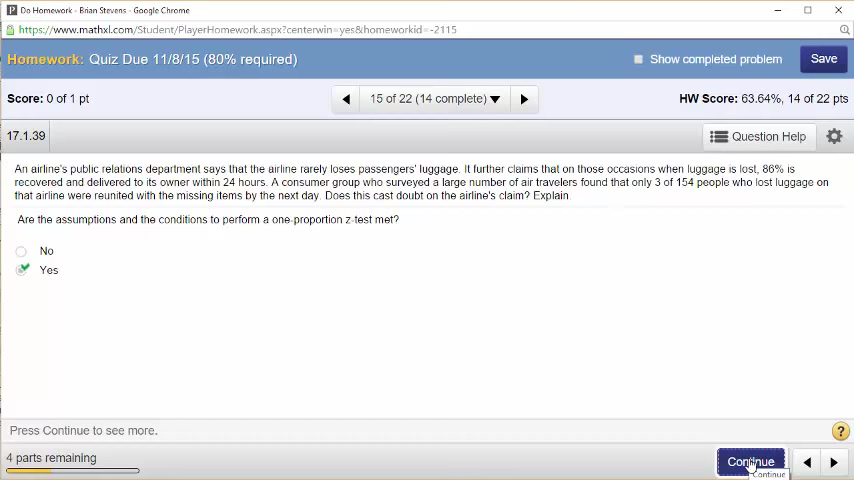 Do Homework - Brian Stevens - Google Chrome
https://www.mathxl.com/Student/PlayerHomework.aspx?centerwin=yes&homeworkid=-2115
Homework: Quiz Due 11/8/15 (80% required)
Show completed problem
Save
Score: 0 of 1 pt
15 of 22 (14 complete)
HW Score: 63.64%, 14 of 22 pts
17.1.39
Question Help
An airline's public relations department says that the airline rarely loses passengers' luggage. It further claims that on those occasions when luggage is lost, 86% is
recovered and delivered to its owner within 24 hours. A consumer group who surveyed a large number of air travelers found that only 3 of 154 people who lost luggage on
that airline were reunited with the missing items by the next day. Does this cast doubt on the airline's claim? Explain.
Are the assumptions and the conditions to perform a one-proportion z-test met?
No
Yes
Press Continue to see more.
?
4 parts remaining
Continue
Continue